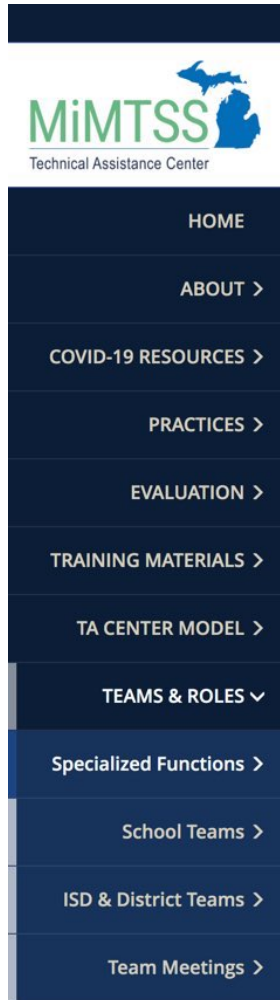 MiMTSS
Technical Assistance Center
HOME
ABOUT >
COVID-19 RESOURCES >
PRACTICES >
EVALUATION >
TRAINING MATERIALS >
TA CENTER MODEL >
TEAMS & ROLES
Specialized Functions >
School Teams >
ISD & District Teams >
Team Meetings >